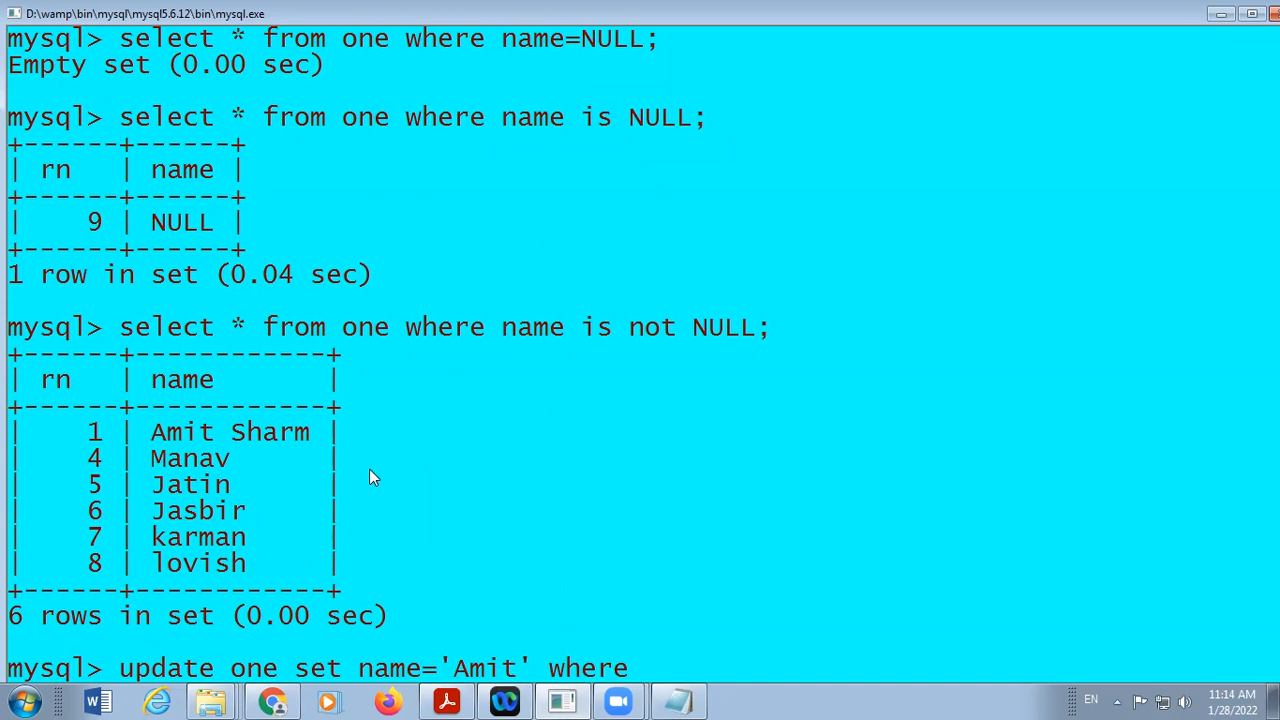 D:\wamp\bin\mysql\mysql5.6.12\bin\mysql.exe
mysql> select * from one where name=NULL;
Empty set (0.00 sec)
mysql> select * from one where name is NULL;
+------+------+
| rn   | name |
+------+------+
|    9 | NULL |
+------+------+
1 row in set (0.04 sec)
mysql> select * from one where name is not NULL;
+------+------------+
| rn   | name       |
+------+------------+
|    1 | Amit Sharm |
|    4 | Manav      |
|    5 | Jatin      |
|    6 | Jasbir     |
|    7 | karman     |
|    8 | lovish     |
+------+------------+
6 rows in set (0.00 sec)
mysql> update one set name='Amit' where
EN
11:14 AM
1/28/2022